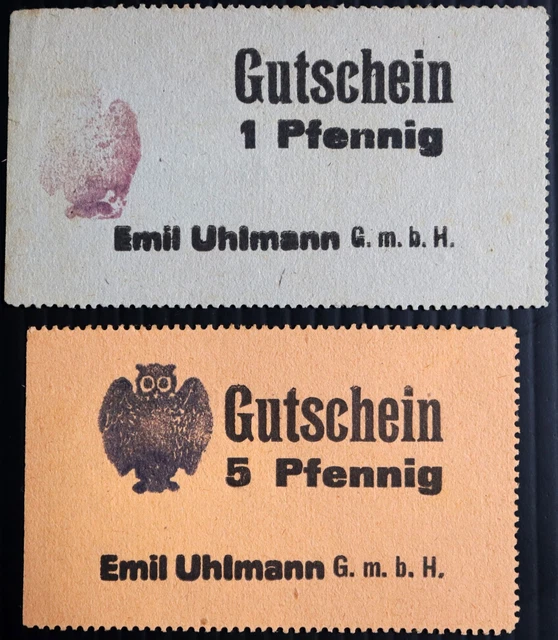 Gutschein
1 Pfennig
Emil Uhlmann G. m. b. H.
Gutschein
5 Pfennig
Emil Uhlmann G. m. b. H.